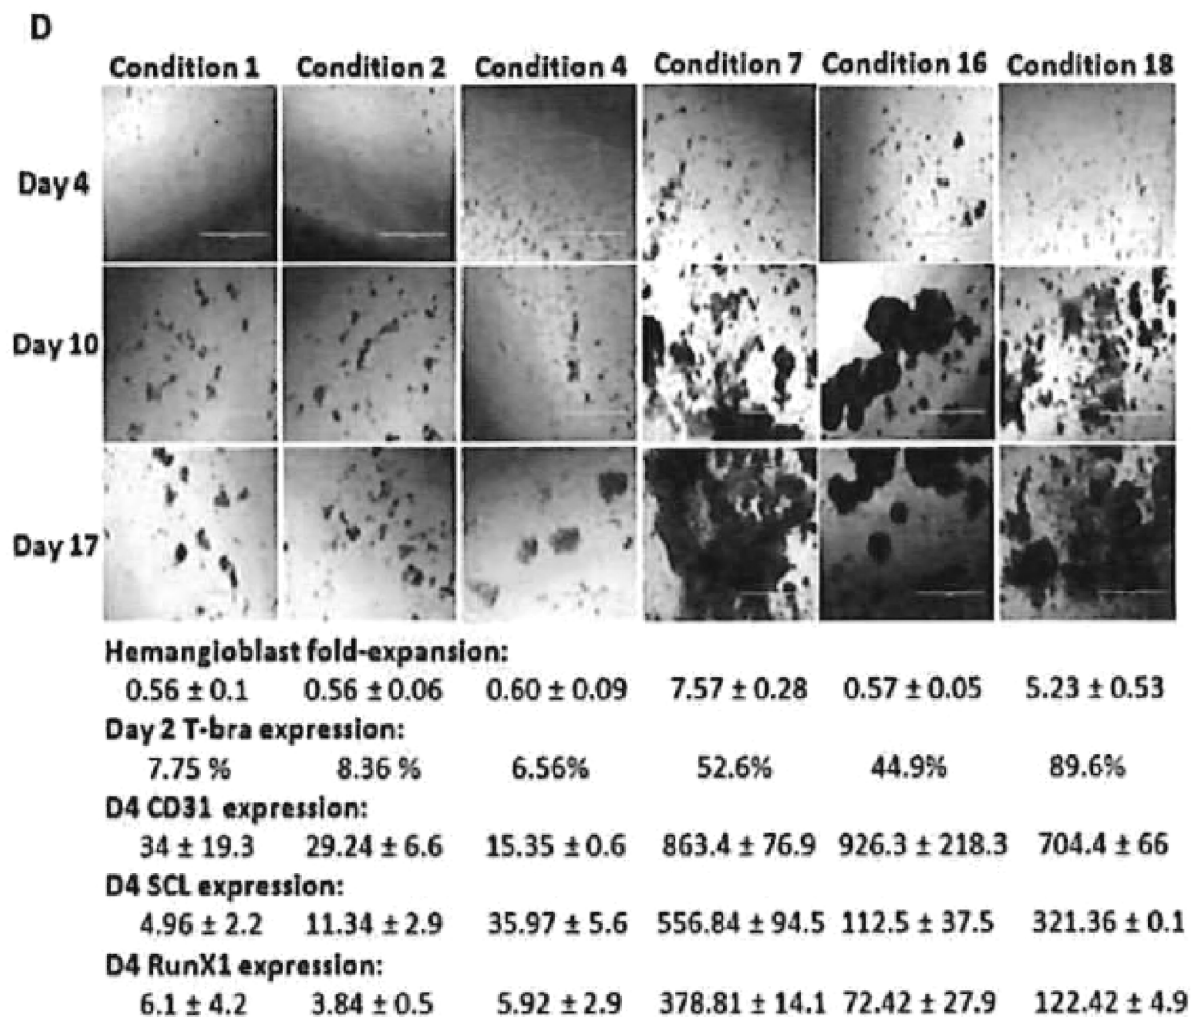 D
Condition 1 Condition 2 Condition 4 Condition 7 Condition 16 Condition 18
Day 4
Day 10
Day 17
Hemangioblast fold-expansion:
0.56 ± 0.1 0.56 ± 0.06 0.60 ± 0.09 7.57 ± 0.28 0.57 ± 0.05 5.23 ± 0.53
Day 2 T-bra expression:
7.75 % 8.36 % 6.56% 52.6% 44.9% 89.6%
D4 CD31 expression:
34 ± 19.3 29.24 ± 6.6 15.35 ± 0.6 863.4 ± 76.9 926.3 ± 218.3 704.4 ± 66
D4 SCL expression:
4.96 ± 2.2 11.34 ± 2.9 35.97 ± 5.6 556.84 ± 94.5 112.5 ± 37.5 321.36 ± 0.1
D4 RunX1 expression:
6.1 ± 4.2 3.84 ± 0.5 5.92 ± 2.9 378.81 ± 14.1 72.42 ± 27.9 122.42 ± 4.9